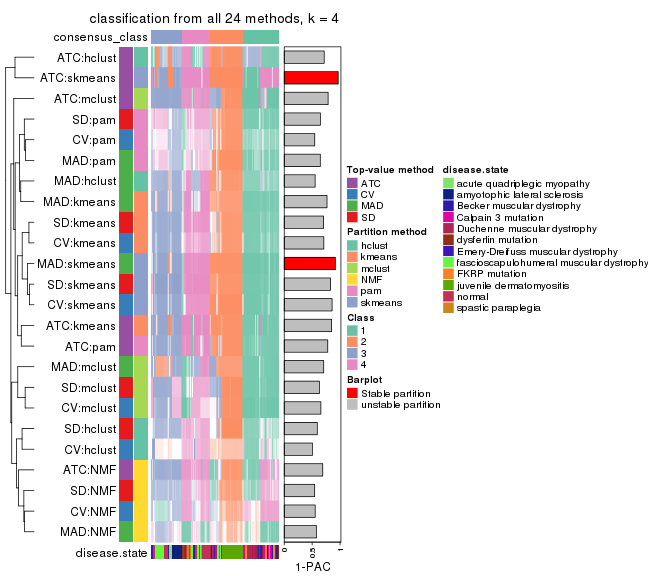 classification from all 24 methods, k = 4
consensus_class
ATC:hclust
ATC:skmeans
ATC:mclust
SD:pam
CV:pam
MAD:pam
MAD:hclust
MAD:kmeans
SD:kmeans
CV:kmeans
MAD:skmeans
SD:skmeans
CV:skmeans
ATC:kmeans
ATC:pam
MAD:mclust
SD:mclust
CV:mclust
SD:hclust
CV:hclust
ATC:NMF
SD:NMF
CV:NMF
MAD:NMF
disease.state
0
0.5
1
1-PAC
Top-value method
ATC
CV
MAD
SD
Partition method
hclust
kmeans
mclust
NMF
pam
skmeans
Class
1
2
3
4
Barplot
Stable partition
unstable partition
disease.state
acute quadriplegic myopathy
amyotophic lateral sclerosis
Becker muscular dystrophy
Calpain 3 mutation
Duchenne muscular dystrophy
dysferlin mutation
Emery-Dreifuss muscular dystrophy
fascioscapulohumeral muscular dystrophy
FKRP mutation
juvenile dermatomyositis
normal
spastic paraplegia